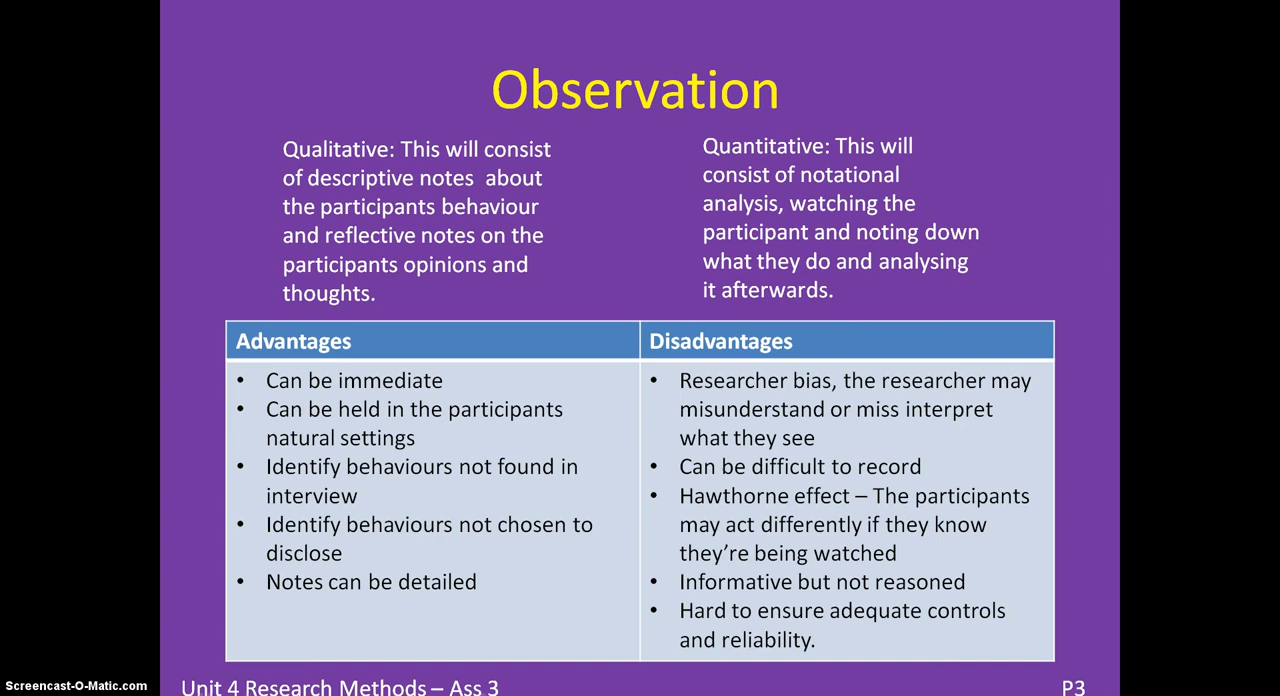 Observation
Qualitative: This will consist
of descriptive notes  about
the participants behaviour
and reflective notes on the
participants opinions and
thoughts.
Quantitative: This will
consist of notational
analysis, watching the
participant and noting down
what they do and analysing
it afterwards.
Advantages
• Can be immediate
• Can be held in the participants
natural settings
• Identify behaviours not found in
interview
• Identify behaviours not chosen to
disclose
• Notes can be detailed
Disadvantages
• Researcher bias, the researcher may
misunderstand or miss interpret
what they see
• Can be difficult to record
• Hawthorne effect – The participants
may act differently if they know
they’re being watched
• Informative but not reasoned
• Hard to ensure adequate controls
and reliability.
Screencast-O-Matic.com
Unit 4 Research Methods – Ass 3
P3